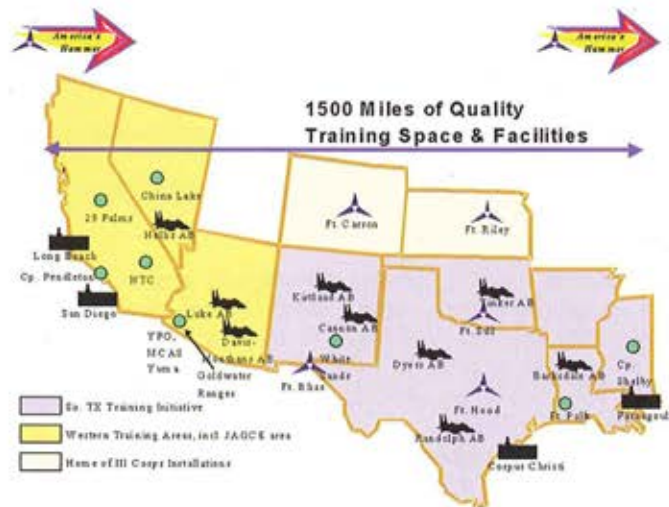 America's
Hammer
America's
Hammer
1500 Miles of Quality
Training Space & Facilities
China Lake
29 Palms
Nellis AB
Ft. Carson
Ft. Riley
Long Beach
Cp. Pendleton
NTC
San Diego
Luke AB
Davis-
Monthany AB
YPG,
MCAS
Yuma
Goldwater
Ranges
Kirtland AB
Cannon AB
White
Sands
Ft. Bliss
Tinker AB
Ft. Sill
Dyess AB
Ft. Hood
Randolph AB
Corpus Christi
Barksdale AB
Ft. Polk
Cp.
Shelby
So. TX Training Initiative
Western Training Areas, incl JAGCE area
Home of III Corps Installations